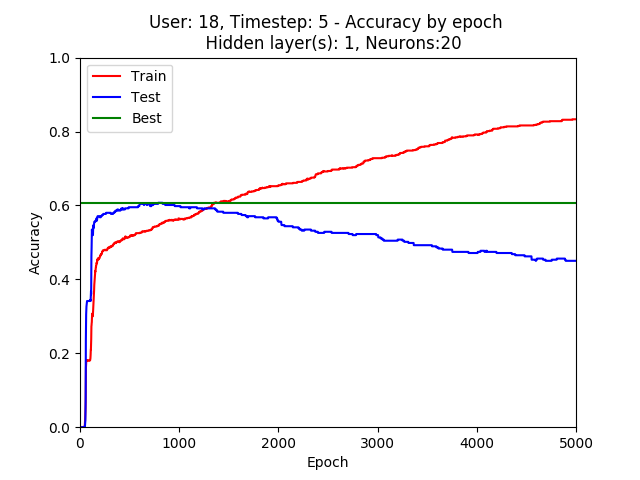 User: 18, Timestep: 5 - Accuracy by epoch
Hidden layer(s): 1, Neurons:20
1.0
Train
Test
Best
0.8
0.6
Accuracy
0.4
0.2
0.0
0 1000 2000 3000 4000 5000
Epoch